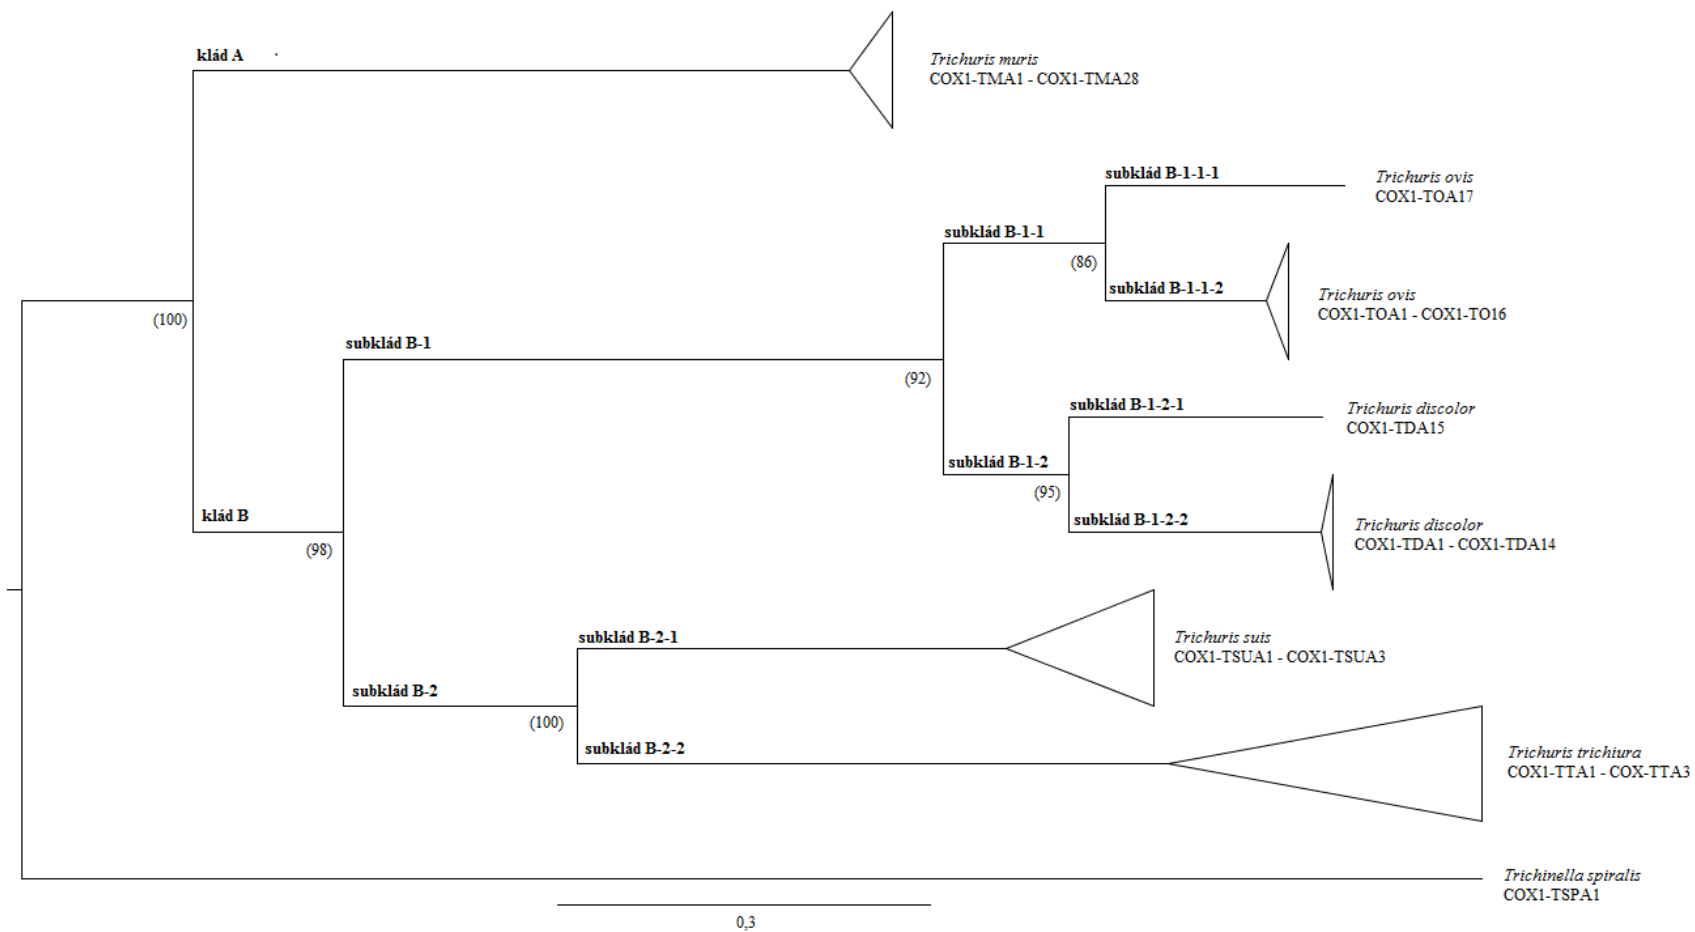 klád A
Trichuris muris
COX1-TMA1 - COX1-TMA28
subklád B-1-1-1
Trichuris ovis
COX1-TOA17
subklád B-1-1
(86)
subklád B-1-1-2
Trichuris ovis
COX1-TOA1 - COX1-TO16
(100)
subklád B-1
(92)
subklád B-1-2-1
Trichuris discolor
COX1-TDA15
subklád B-1-2
(95)
subklád B-1-2-2
Trichuris discolor
COX1-TDA1 - COX1-TDA14
klád B
(98)
subklád B-2-1
Trichuris suis
COX1-TSUA1 - COX1-TSUA3
subklád B-2
(100)
subklád B-2-2
Trichuris trichiura
COX1-TTA1 - COX-TTA3
Trichinella spiralis
COX1-TSPA1
0,3